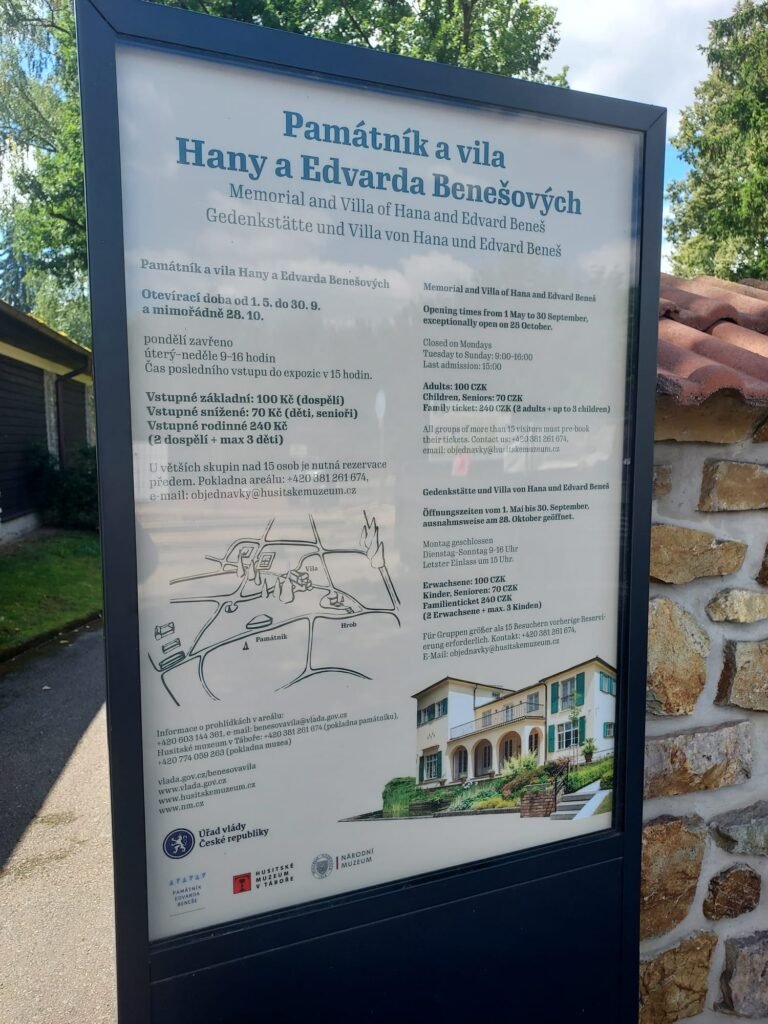 Památník a vila
Hany a Edvarda Benešových
Memorial and Villa of Hana and Edvard Beneš
Gedenkstätte und Villa von Hana und Edvard Beneš
Památník a vila Hany a Edvarda Benešových
Otevírací doba od 1. 5. do 30. 9.
a mimořádně 28. 10.
pondělí zavřeno
úterý–neděle 9–16 hodin
Čas posledního vstupu do expozic v 15 hodin.
Vstupné základní: 100 Kč (dospělí)
Vstupné snížené: 70 Kč (děti, senioři)
Vstupné rodinné 240 Kč
(2 dospělí + max 3 děti)
U větších skupin nad 15 osob je nutná rezervace
předem. Pokladna areálu: +420 381 261 674,
e-mail: objednavky@husitskemuzeum.cz
Vila
Památník
Hrob
Informace o prohlídkách v areálu:
+420 603 144 361, e-mail: benesovavila@vlada.gov.cz
Husitské muzeum v Táboře: +420 381 261 674 (pokladna památníku),
+420 774 059 263 (pokladna muzea)
vlada.gov.cz/benesovavila
www.vlada.gov.cz
www.husitskemuzeum.cz
www.nm.cz
Memorial and Villa of Hana and Edvard Beneš
Opening times from 1 May to 30 September,
exceptionally open on 28 October.
Closed on Mondays
Tuesday to Sunday: 9:00-16:00
Last admission: 15:00
Adults: 100 CZK
Children, Seniors: 70 CZK
Family ticket: 240 CZK (2 adults + up to 3 children)
All groups of more than 15 visitors must pre-book
their tickets. Contact us: +420 381 261 674,
email: objednavky@husitskemuzeum.cz
Gedenkstätte und Villa von Hana und Edvard Beneš
Öffnungszeiten vom 1. Mai bis 30. September,
ausnahmsweise am 28. Oktober geöffnet.
Montag geschlossen
Dienstag–Sonntag 9-16 Uhr
Letzter Einlass um 15 Uhr.
Erwachsene: 100 CZK
Kinder, Senioren: 70 CZK
Familienticket 240 CZK
(2 Erwachsene + max. 3 Kinden)
Für Gruppen größer als 15 Besuchern vorherige Reservi-
erung erforderlich. Kontakt: +420 381 261 674,
E-Mail: objednavky@husitskemuzeum.cz
Úřad vlády
České republiky
PAMÁTNÍK
EDVARDA
BENEŠE
HUSITSKÉ
MUZEUM
V TÁBOŘE
NÁRODNÍ
MUZEUM